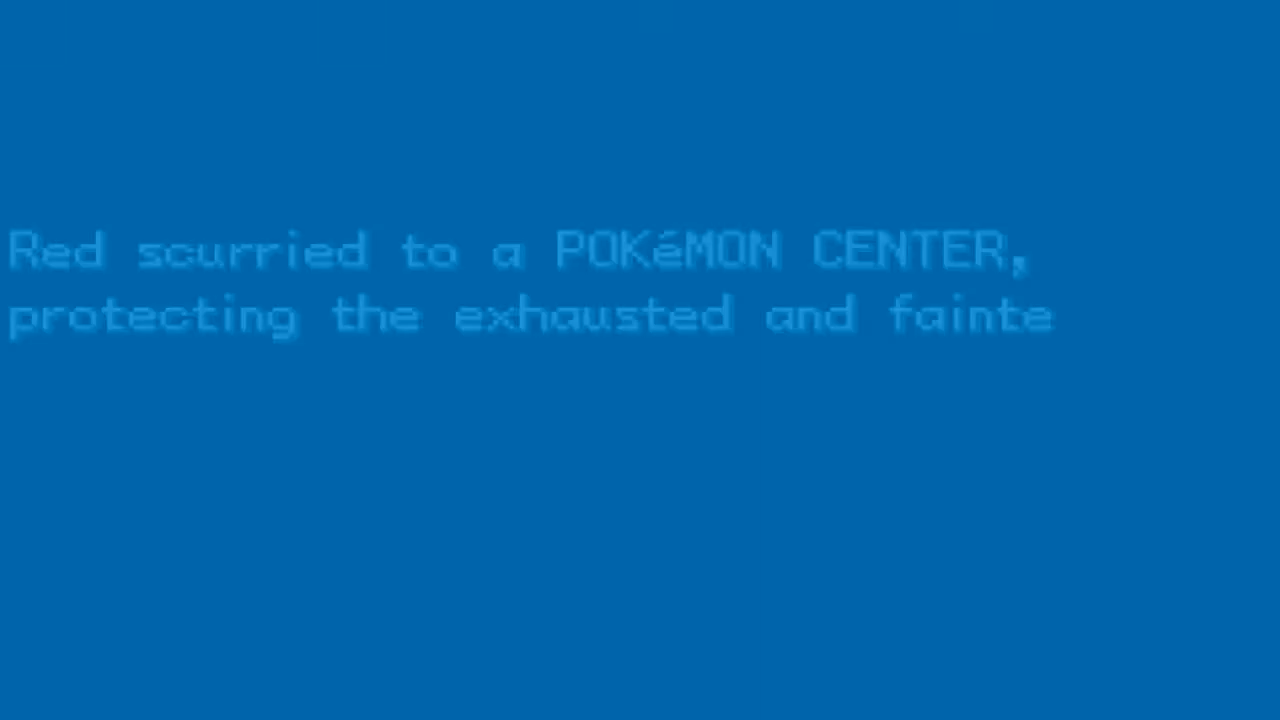 Red scurried to a POKéMON CENTER,
protecting the exhausted and fainte